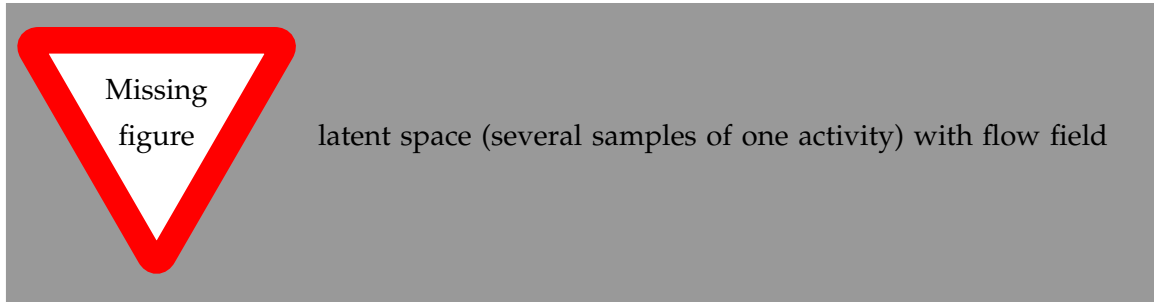 Missing
figure
latent space (several samples of one activity) with flow field